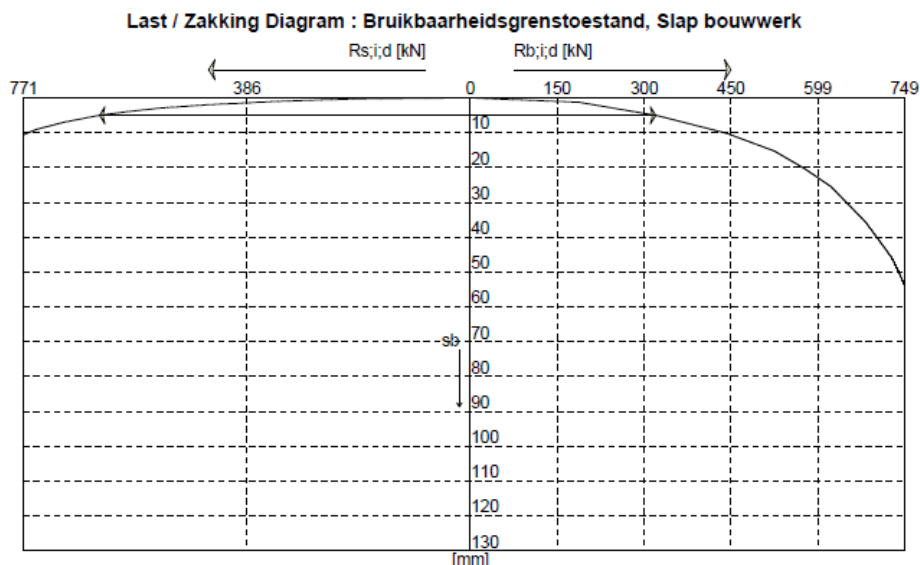 Last / Zakking Diagram : Bruikbaarheidsgrenstoestand, Slap bouwwerk
Rs;i;d [kN] Rb;i;d [kN]
771 386 0 150 300 450 599 749
10
20
30
40
50
60
70
sb
80
90
100
110
120
130
[mm]